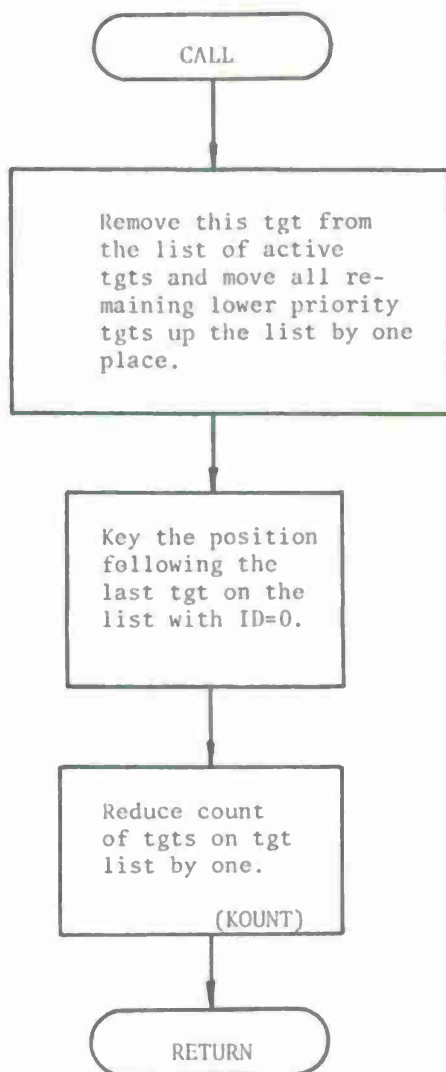 CALL
Remove this tgt from
the list of active
tgts and move all re-
maining lower priority
tgts up the list by one
place.
Key the position
following the
last tgt on the
list with ID=0.
Reduce count
of tgts on tgt
list by one.
(KOUNT)
RETURN